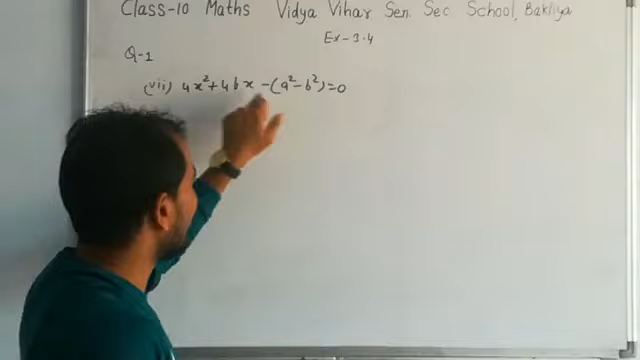 Class-10 Maths Vidya Vihar Sen. Sec School, Bakliya
Ex-3.4
Q-1
(vii) 4x²+4bx-(a²-b²)=0